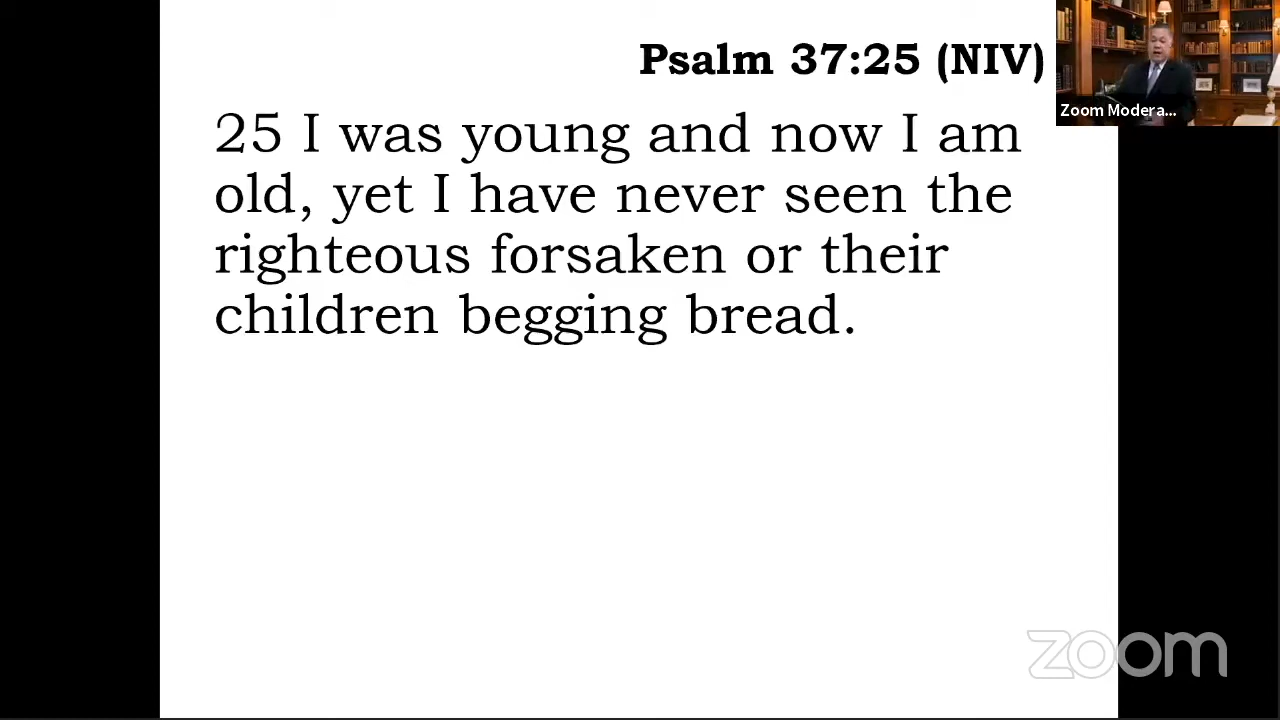 Psalm 37:25 (NIV)
Zoom Modera...
25 I was young and now I am
old, yet I have never seen the
righteous forsaken or their
children begging bread.
zoom